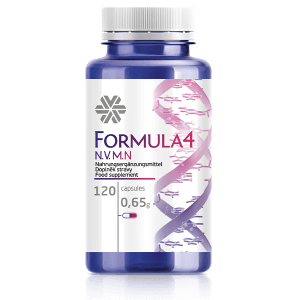 FORMULA4
N.V.M.N
Nahrungsergänzungsmittel
Doplněk stravy
Food supplement
120 capsules
0,65g